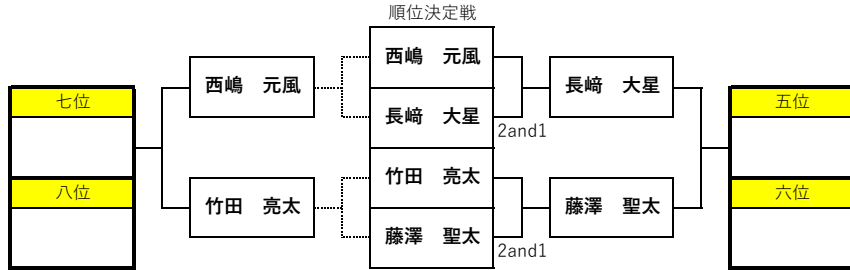 順位決定戦
西嶋　元風
西嶋　元風
長﨑　大星
七位
五位
長﨑　大星
2and1
竹田　亮太
八位
六位
竹田　亮太
藤澤　聖太
藤澤　聖太
2and1